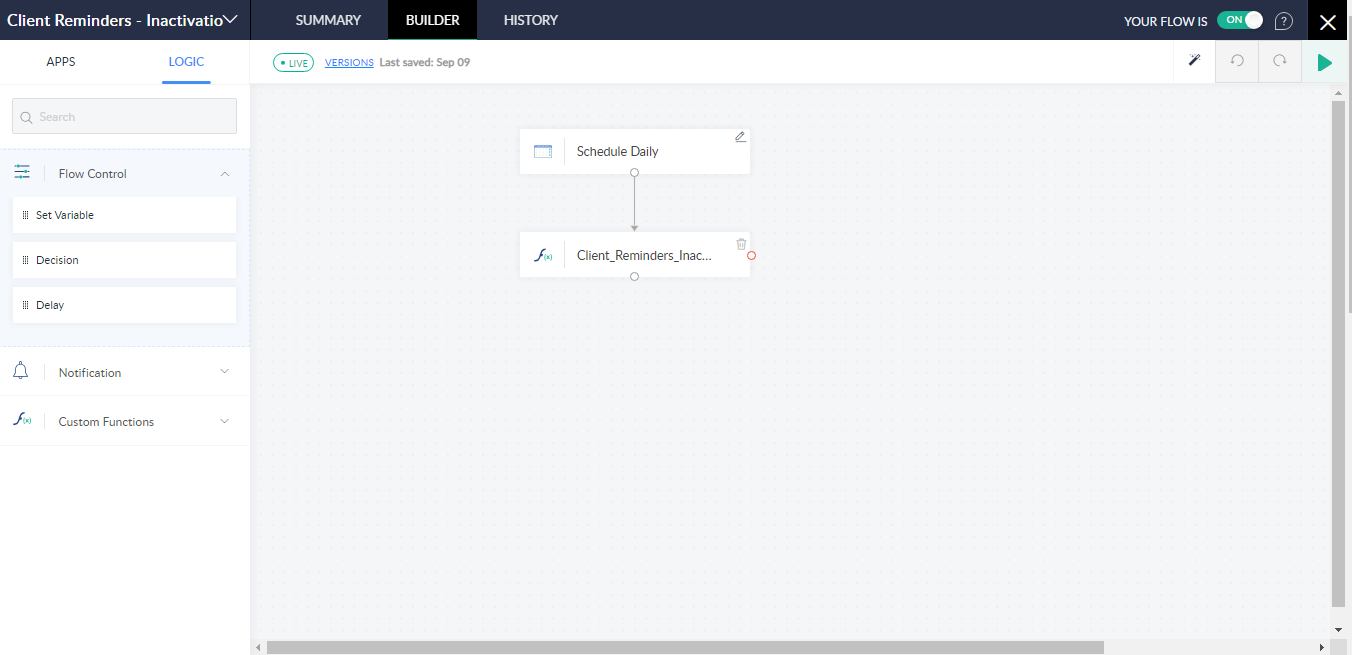 Client Reminders - Inactivatio
SUMMARY
BUILDER
HISTORY
YOUR FLOW IS
ON
?
APPS
LOGIC
LIVE
VERSIONS
Last saved: Sep 09
Search
Flow Control
Set Variable
Decision
Delay
Notification
f(x)
Custom Functions
Schedule Daily
f(x)
Client_Reminders_Inac...